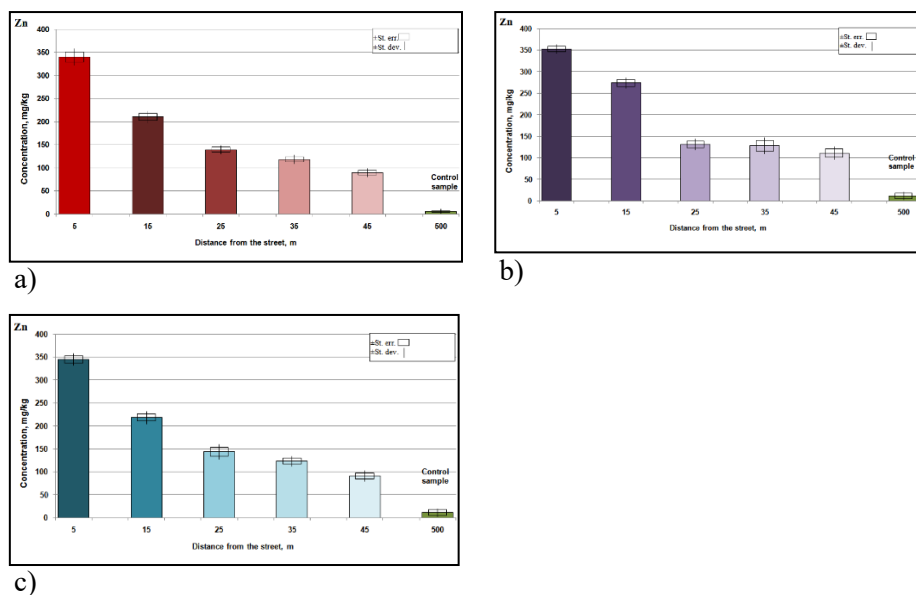 Zn
±St. err.
±St. dev.
Concentration, mg/kg
400
350
300
250
200
150
100
50
0
Control
sample
5 15 25 35 45 500
Distance from the street, m
a)
Zn
±St. err.
±St. dev.
Concentration, mg/kg
400
350
300
250
200
150
100
50
0
Control
sample
5 15 25 35 45 500
Distance from the street, m
b)
Zn
±St. err.
±St. dev.
Concentration, mg/kg
400
350
300
250
200
150
100
50
0
Control
sample
5 15 25 35 45 500
Distance from the street, m
c)